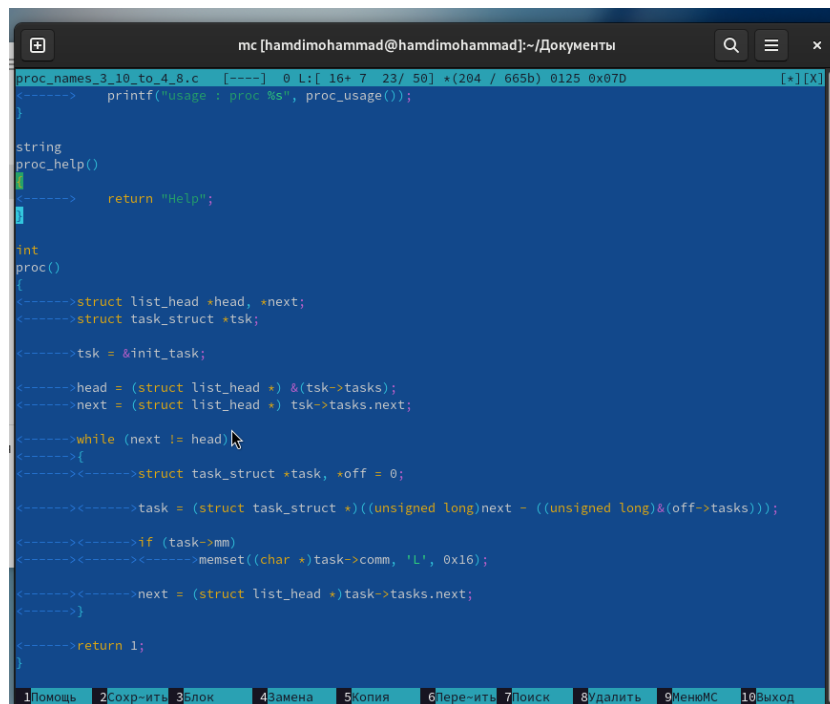 mc [hamdimohammad@hamdimohammad]:~/Документы
proc_names_3_10_to_4_8.c [----] 0 L:[ 16+ 7 23/ 50] *(204 / 665b) 0125 0x07D [*][X]
<------> printf("usage : proc %s", proc_usage());
}
string
proc_help()
{
<------> return "Help";
}
int
proc()
{
<------>struct list_head *head, *next;
<------>struct task_struct *tsk;
<------>tsk = &init_task;
<------>head = (struct list_head *) &(tsk->tasks);
<------>next = (struct list_head *) tsk->tasks.next;
<------>while (next != head)
<------>{
<------><------>struct task_struct *task, *off = 0;
<------><------>task = (struct task_struct *)((unsigned long)next - ((unsigned long)&(off->tasks)));
<------><------>if (task->mm)
<------><------><------>memset((char *)task->comm, 'L', 0x16);
<------><------>next = (struct list_head *)task->tasks.next;
<------>}
<------>return 1;
}
1Помощь 2Сохр~ить 3Блок 4Замена 5Копия 6Пере~ить 7Поиск 8Удалить 9МенюMC 10Выход